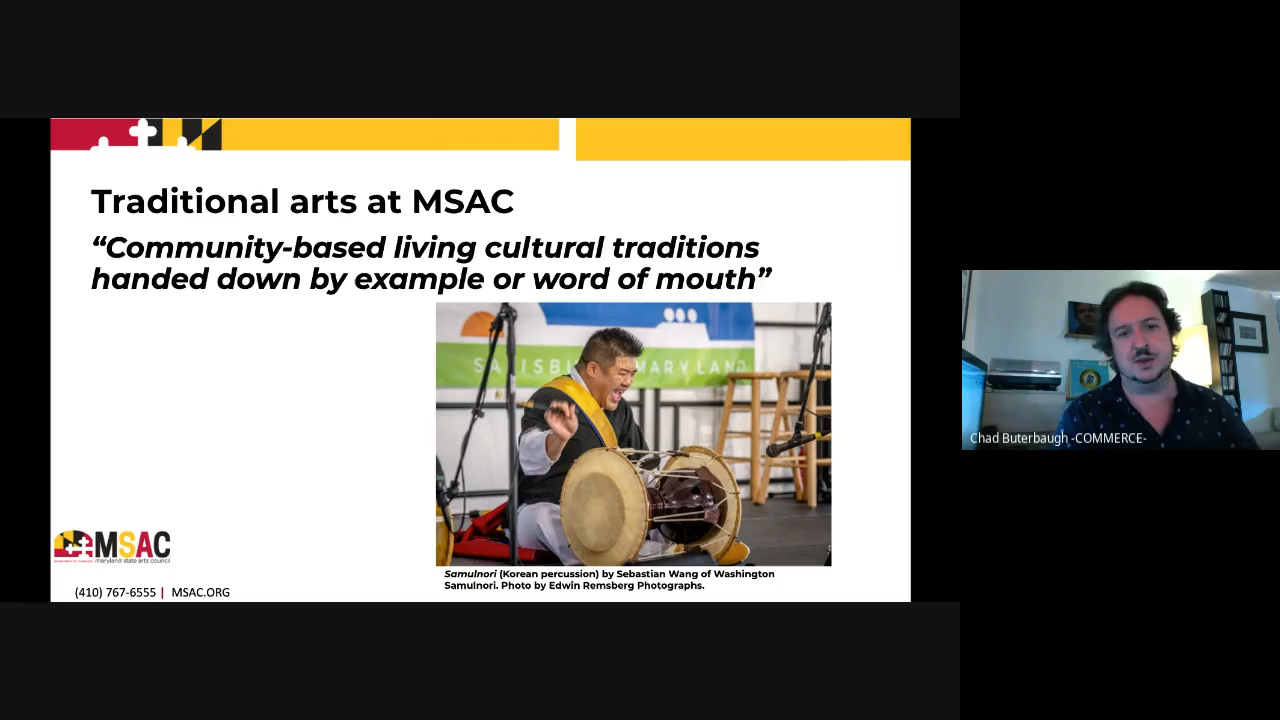 Traditional arts at MSAC
“Community-based living cultural traditions
handed down by example or word of mouth”
MARYLAND
Samulnori (Korean percussion) by Sebastian Wang of Washington
Samulnori. Photo by Edwin Remsberg Photographs.
MSAC
maryland state arts council
(410) 767-6555 | MSAC.ORG
Chad Buterbaugh -COMMERCE-